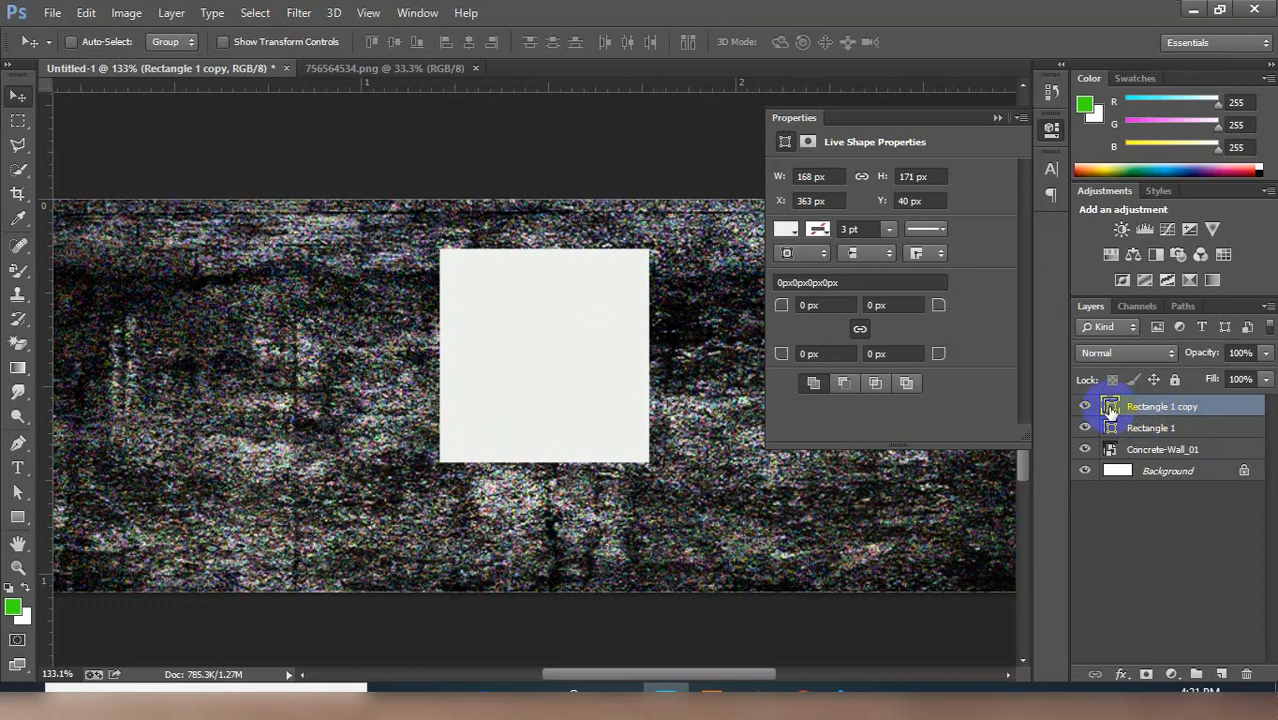 Ps File Edit Image Layer Type Select Filter 3D View Window Help
Auto-Select: Group Show Transform Controls 3D Mode: Essentials
Untitled-1 @ 133% (Rectangle 1 copy, RGB/8) * × 756564534.png @ 33.3% (RGB/8) ×
1 2
0
1
Properties
Live Shape Properties
W: 168 px H: 171 px
X: 363 px Y: 40 px
3 pt
0px0px0px0px
0 px 0 px
0 px 0 px
Color Swatches
R 255
G 255
B 255
Adjustments Styles
Add an adjustment
Layers Channels Paths
Kind
Normal Opacity: 100%
Lock: Fill: 100%
Rectangle 1 copy
Rectangle 1
Concrete-Wall_01
Background
133.1% Doc: 785.3K/1.27M